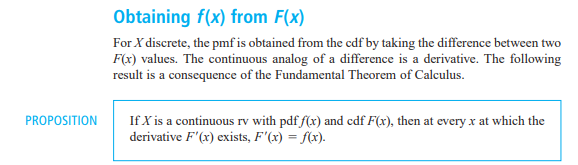 Obtaining f(x) from F(x)
For X discrete, the pmf is obtained from the cdf by taking the difference between two
F(x) values. The continuous analog of a difference is a derivative. The following
result is a consequence of the Fundamental Theorem of Calculus.
PROPOSITION
If X is a continuous rv with pdf f(x) and cdf F(x), then at every x at which the
derivative F′(x) exists, F′(x) = f(x).